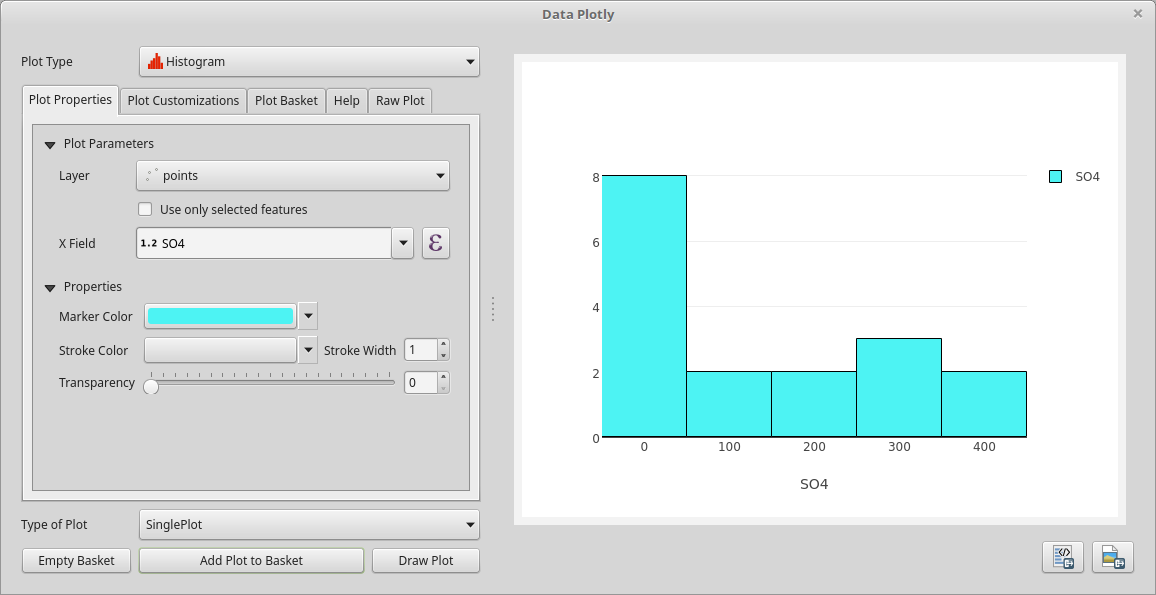 Data Plotly
Plot Type
Histogram
Plot Properties
Plot Customizations
Plot Basket
Help
Raw Plot
Plot Parameters
Layer
points
Use only selected features
X Field
1.2 SO4
ε
Properties
Marker Color
Stroke Color
Stroke Width
1
Transparency
0
Type of Plot
SinglePlot
Empty Basket
Add Plot to Basket
Draw Plot
8
6
4
2
0
0 100 200 300 400
SO4
SO4